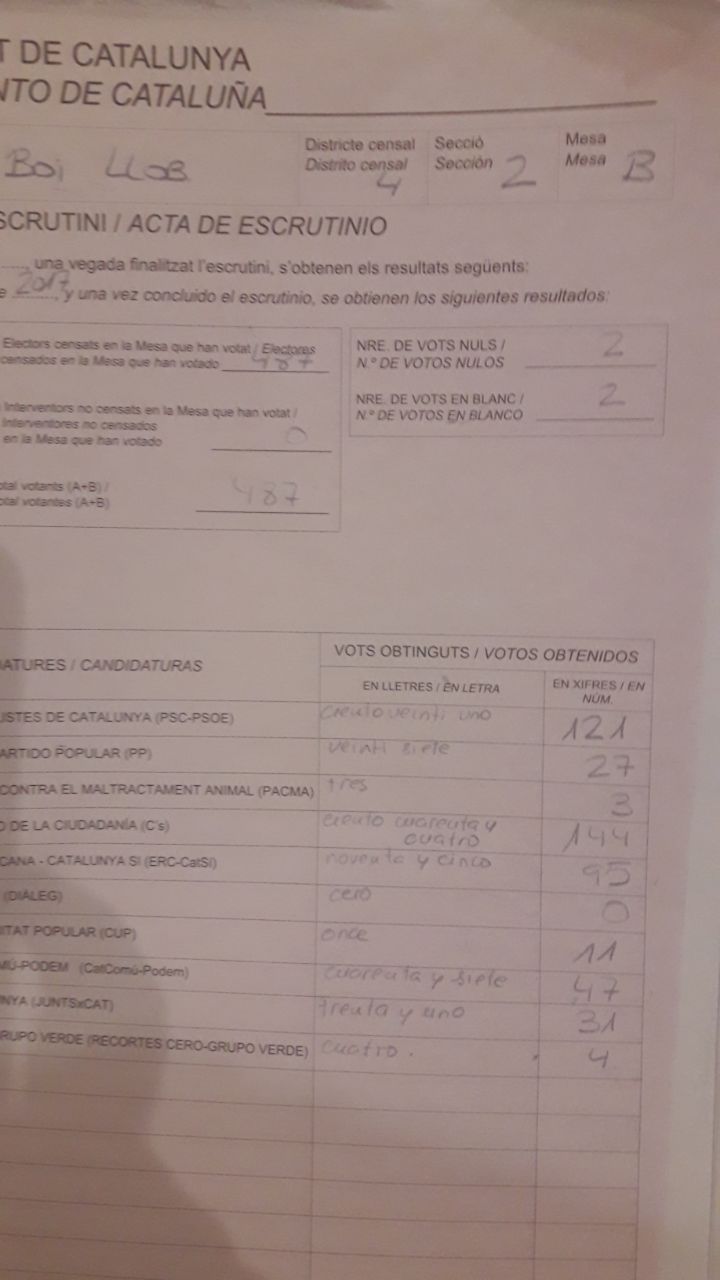 T DE CATALUNYA
NTO DE CATALUÑA
Boi LLOB
Districte censal
Distrito censal 4
Secció
Sección 2
Mesa
Mesa B
SCRUTINI / ACTA DE ESCRUTINIO
......, una vegada finalitzat l'escrutini, s'obtenen els resultats següents:
e 2017, y una vez concluido el escrutinio, se obtienen los siguientes resultados:
Electors censats en la Mesa que han votat / Electores
censados en la Mesa que han votado 487
Interventors no censats en la Mesa que han votat /
Interventores no censados
en la Mesa que han votado 0
otal votants (A+B) /
otal votantes (A+B) 487
NRE. DE VOTS NULS /
N.º DE VOTOS NULOS 2
NRE. DE VOTS EN BLANC /
N.º DE VOTOS EN BLANCO 2
ATURES / CANDIDATURAS
VOTS OBTINGUTS / VOTOS OBTENIDOS
EN LLETRES / EN LETRA
EN XIFRES / EN
NÚM.
ISTES DE CATALUNYA (PSC-PSOE) ciento veinti uno 121
ARTIDO POPULAR (PP) veinti siete 27
CONTRA EL MALTRACTAMENT ANIMAL (PACMA) tres 3
O DE LA CIUDADANÍA (C's) ciento cuarenta y
cuatro 144
CANA - CATALUNYA SI (ERC-CatSí) noventa y cinco 95
(DIÀLEG) cero 0
ITAT POPULAR (CUP) once 11
MÚ-PODEM (CatComú-Podem) cuarenta y siete 47
NYA (JUNTSxCAT) treinta y uno 31
RUPO VERDE (RECORTES CERO-GRUPO VERDE) cuatro. 4